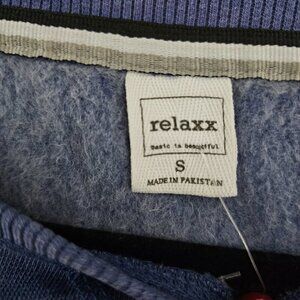 relaxx
Basic is beautiful
S
MADE IN PAKISTAN